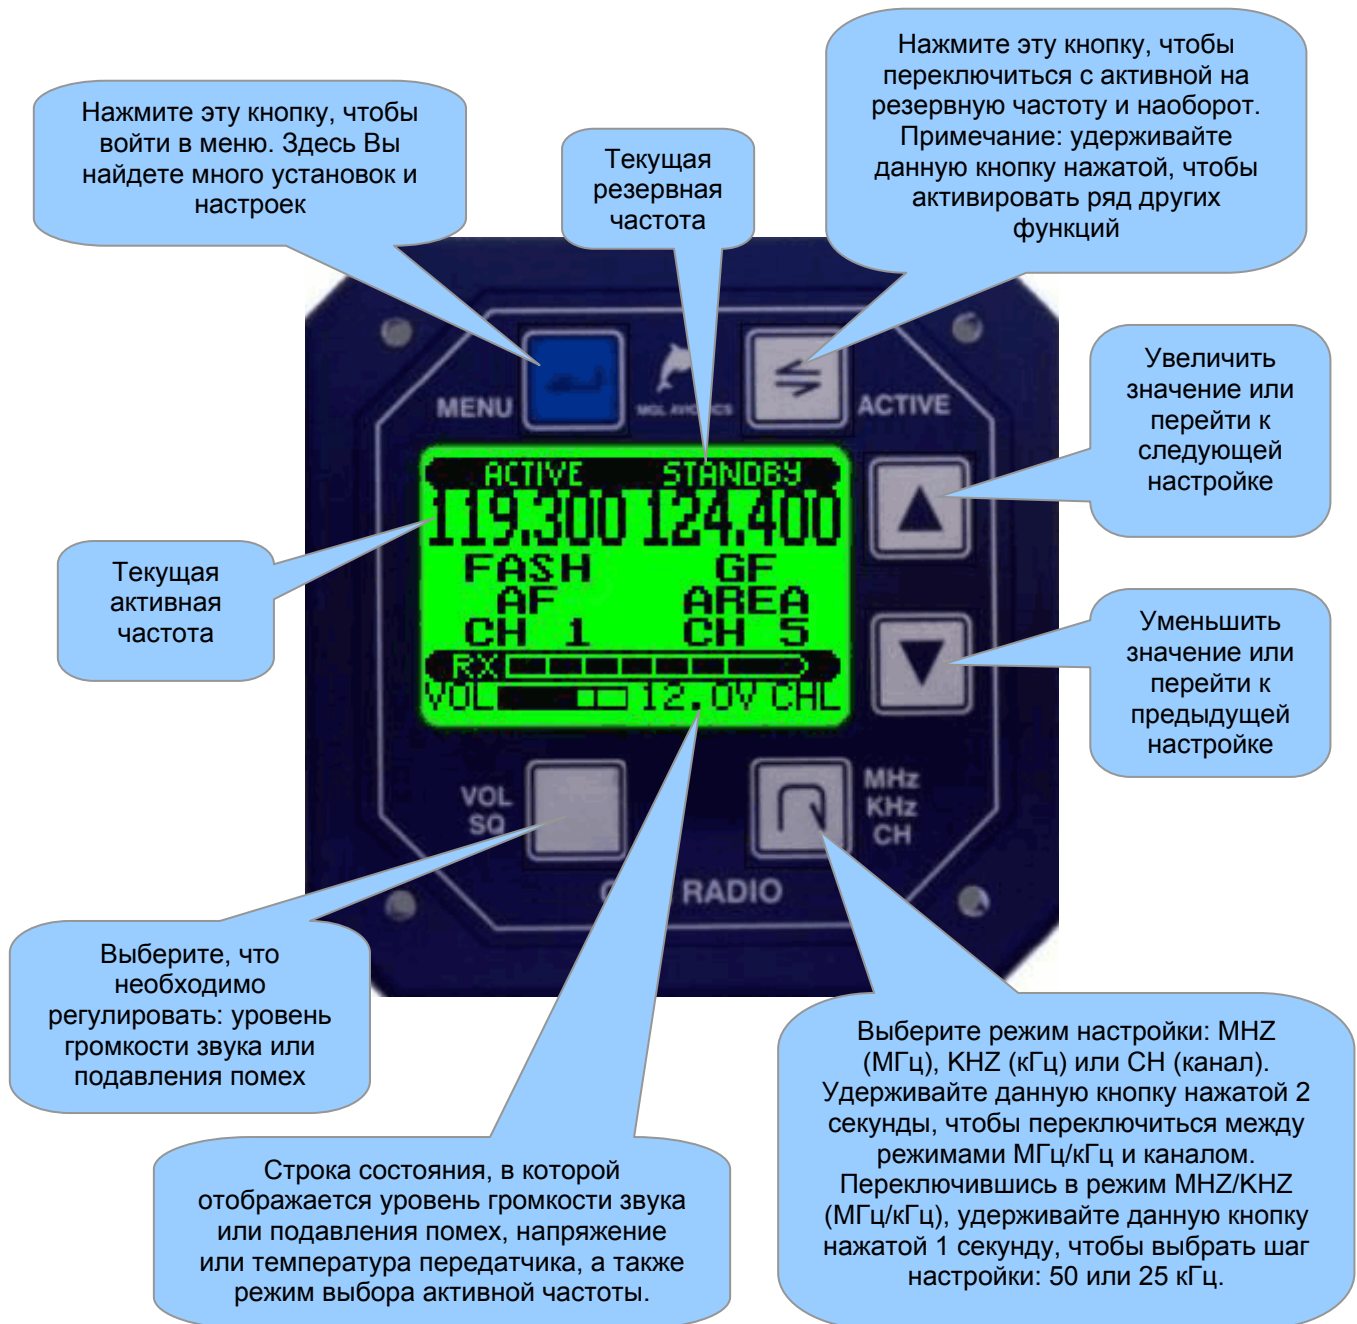 Нажмите эту кнопку, чтобы
войти в меню. Здесь Вы
найдете много установок и
настроек
Текущая
резервная
частота
Нажмите эту кнопку, чтобы
переключиться с активной на
резервную частоту и наоборот.
Примечание: удерживайте
данную кнопку нажатой, чтобы
активировать ряд других
функций
MENU
MGL AVIONICS
ACTIVE
Увеличить
значение или
перейти к
следующей
настройке
ACTIVE STANDBY
119.300 124.400
FASH GF
AF AREA
CH 1 CH 5
RX
VOL 12.0V CHL
Текущая
активная
частота
Уменьшить
значение или
перейти к
предыдущей
настройке
VOL
SQ
MHz
KHz
CH
RADIO
Выберите, что
необходимо
регулировать: уровень
громкости звука или
подавления помех
Строка состояния, в которой
отображается уровень громкости звука
или подавления помех, напряжение
или температура передатчика, а также
режим выбора активной частоты.
Выберите режим настройки: MHZ
(МГц), KHZ (кГц) или CH (канал).
Удерживайте данную кнопку нажатой 2
секунды, чтобы переключиться между
режимами МГц/кГц и каналом.
Переключившись в режим MHZ/KHZ
(МГц/кГц), удерживайте данную кнопку
нажатой 1 секунду, чтобы выбрать шаг
настройки: 50 или 25 кГц.